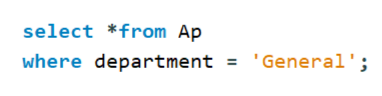 select *from Ap
where department = 'General';